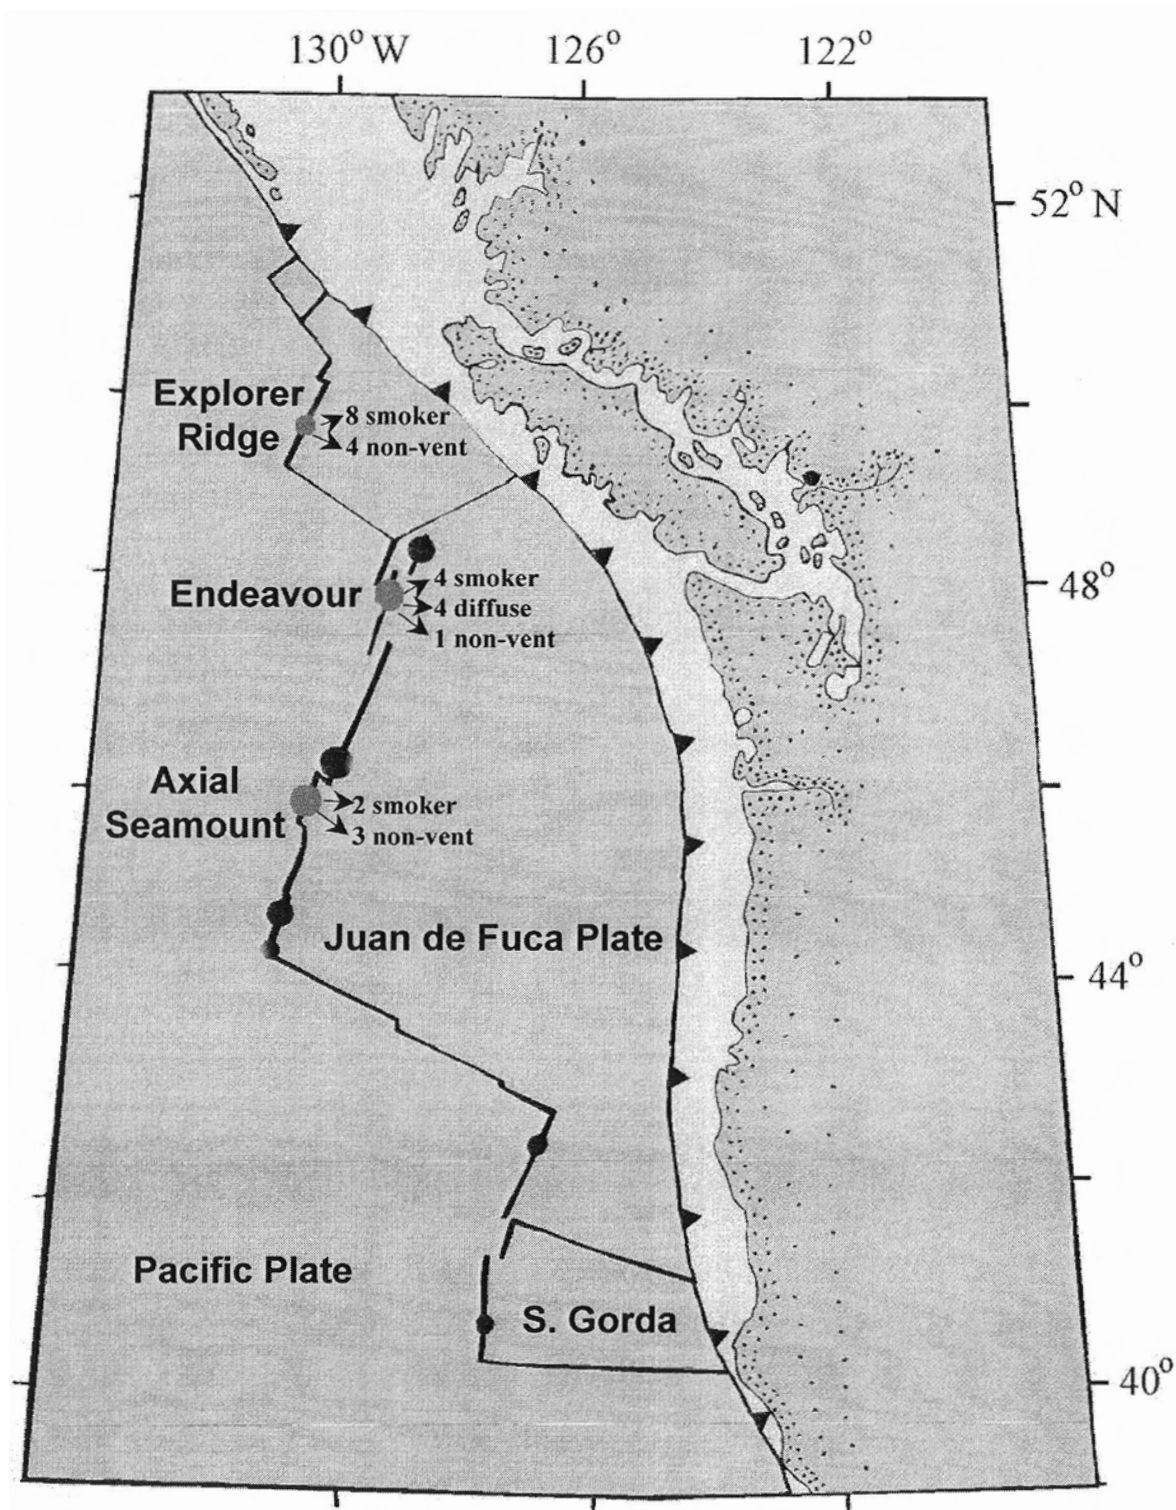 130° W
126°
122°
52° N
Explorer
Ridge
8 smoker
4 non-vent
48°
Endeavour
4 smoker
4 diffuse
1 non-vent
Axial
Seamount
2 smoker
3 non-vent
Juan de Fuca Plate
44°
Pacific Plate
S. Gorda
40°